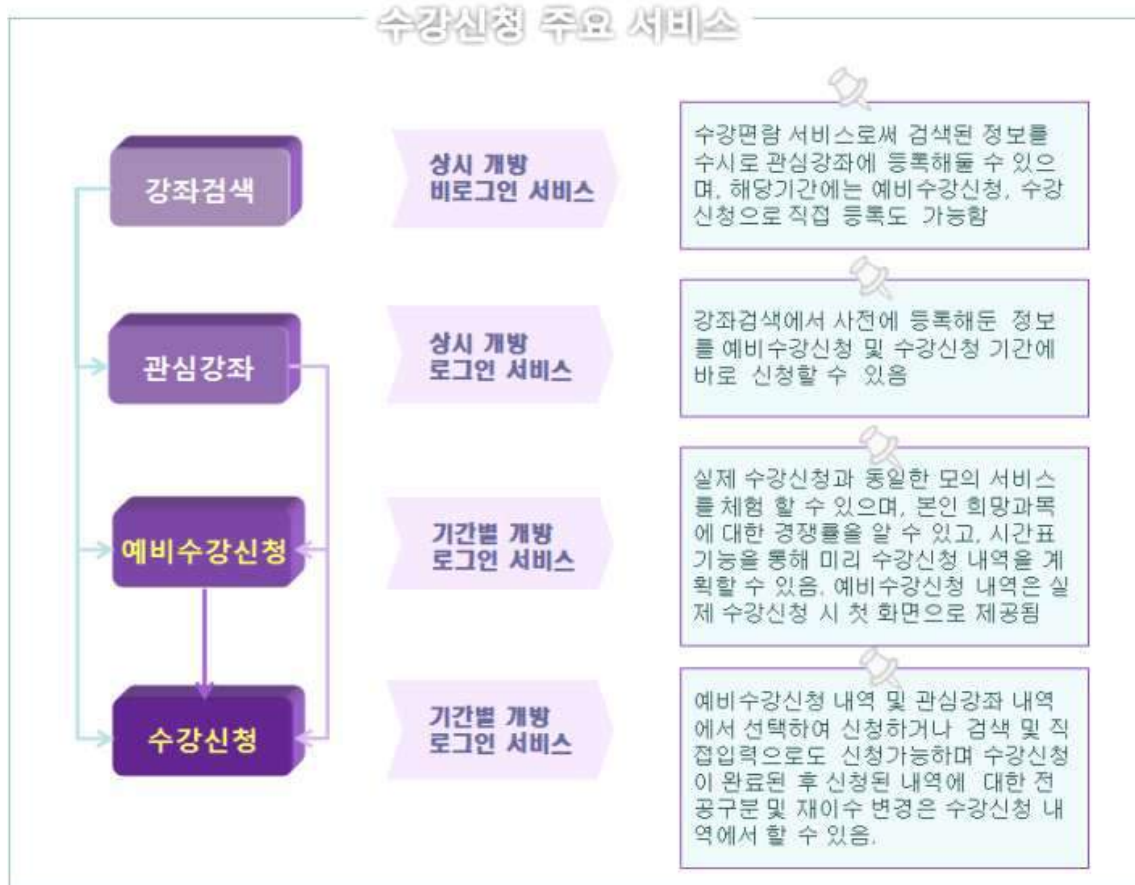 수강신청 주요 서비스
강좌검색
상시 개방
비로그인 서비스
수강편람 서비스로써 검색된 정보를
수시로 관심강좌에 등록해둘 수 있으
며, 해당기간에는 예비수강신청, 수강
신청으로 직접 등록도 가능함
관심강좌
상시 개방
로그인 서비스
강좌검색에서 사전에 등록해둔 정보
를 예비수강신청 및 수강신청 기간에
바로 신청할 수 있음
예비수강신청
기간별 개방
로그인 서비스
실제 수강신청과 동일한 모의 서비스
를 체험 할 수 있으며, 본인 희망과목
에 대한 경쟁률을 알 수 있고, 시간표
기능을 통해 미리 수강신청 내역을 계
획할 수 있음. 예비수강신청 내역은 실
제 수강신청 시 첫 화면으로 제공됨
수강신청
기간별 개방
로그인 서비스
예비수강신청 내역 및 관심강좌 내역
에서 선택하여 신청하거나 검색 및 직
접입력으로도 신청가능하며 수강신청
이 완료된 후 신청된 내역에 대한 전
공구분 및 재이수 변경은 수강신청 내
역에서 할 수 있음.